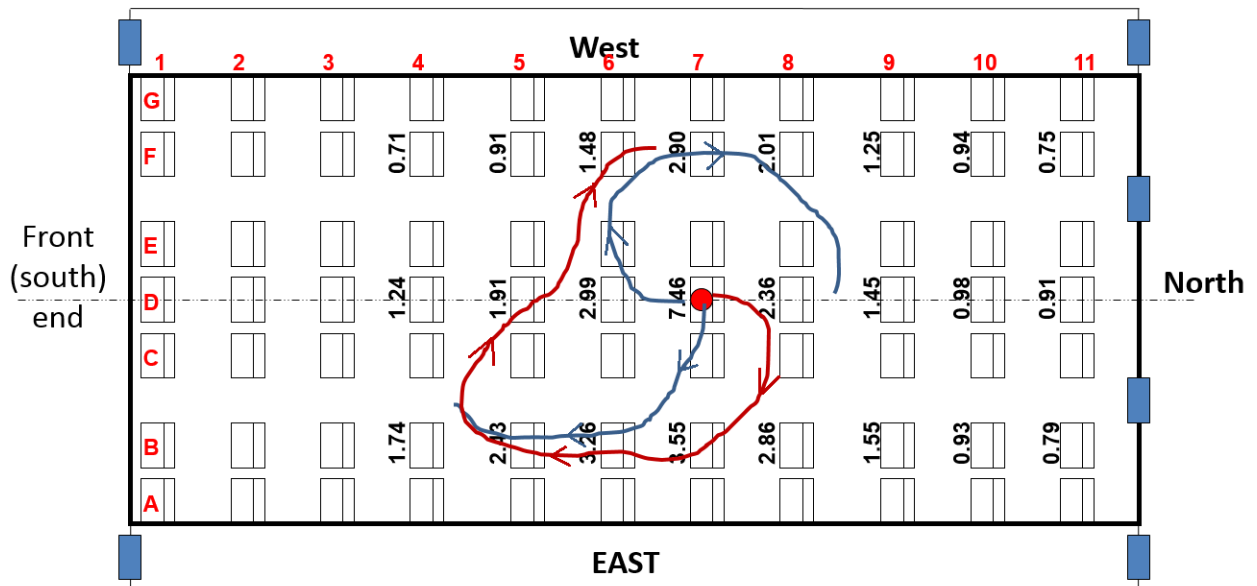 West
1 2 3 4 5 6 7 8 9 10 11
G
F 0.71 0.91 1.48 2.90 2.01 1.25 0.94 0.75
E
Front
(south)
end
D 1.24 1.91 2.99 7.46 2.36 1.45 0.98 0.91
North
C
B 1.74 2.43 3.26 3.55 2.86 1.55 0.93 0.79
A
EAST